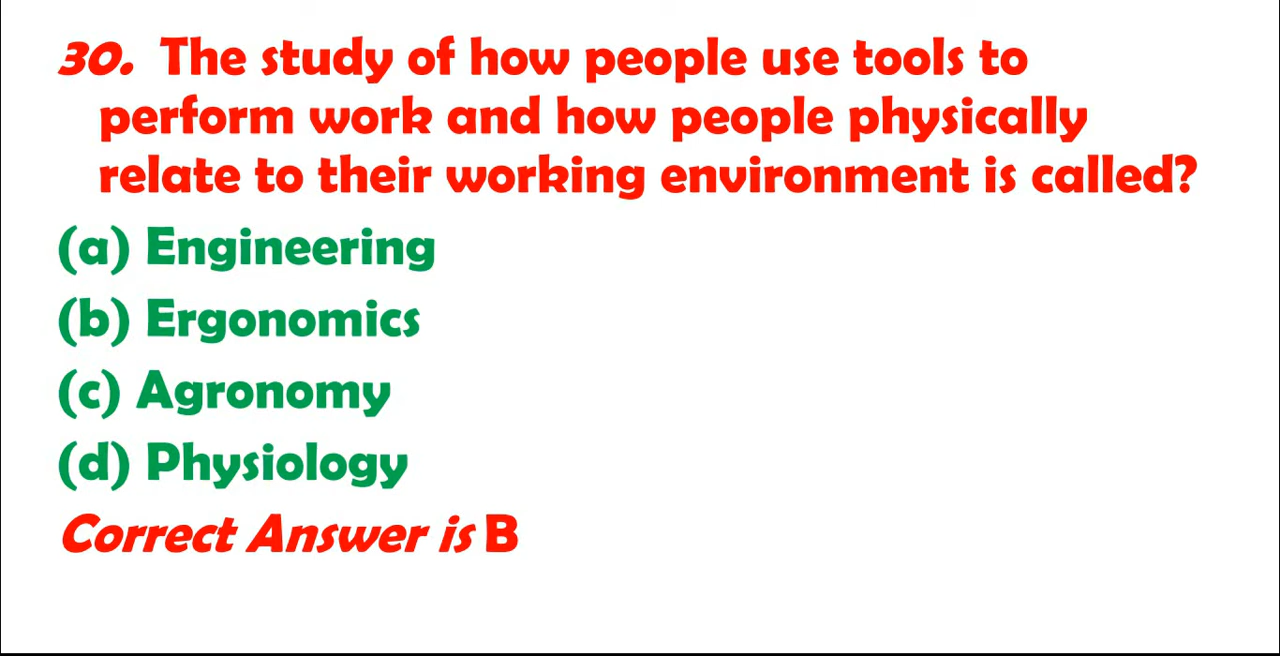 30. The study of how people use tools to
perform work and how people physically
relate to their working environment is called?
(a) Engineering
(b) Ergonomics
(c) Agronomy
(d) Physiology
Correct Answer is B